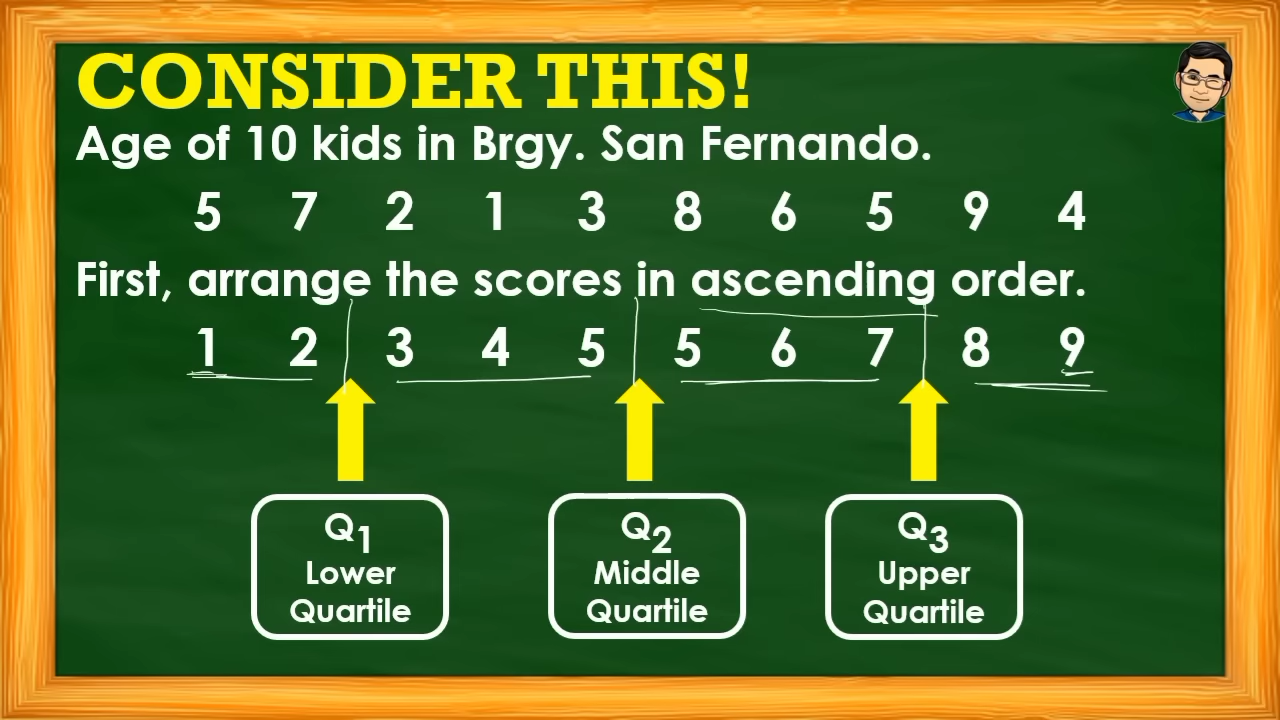 CONSIDER THIS!
Age of 10 kids in Brgy. San Fernando.
5 7 2 1 3 8 6 5 9 4
First, arrange the scores in ascending order.
1 2 3 4 5 5 6 7 8 9
Q1
Lower
Quartile
Q2
Middle
Quartile
Q3
Upper
Quartile